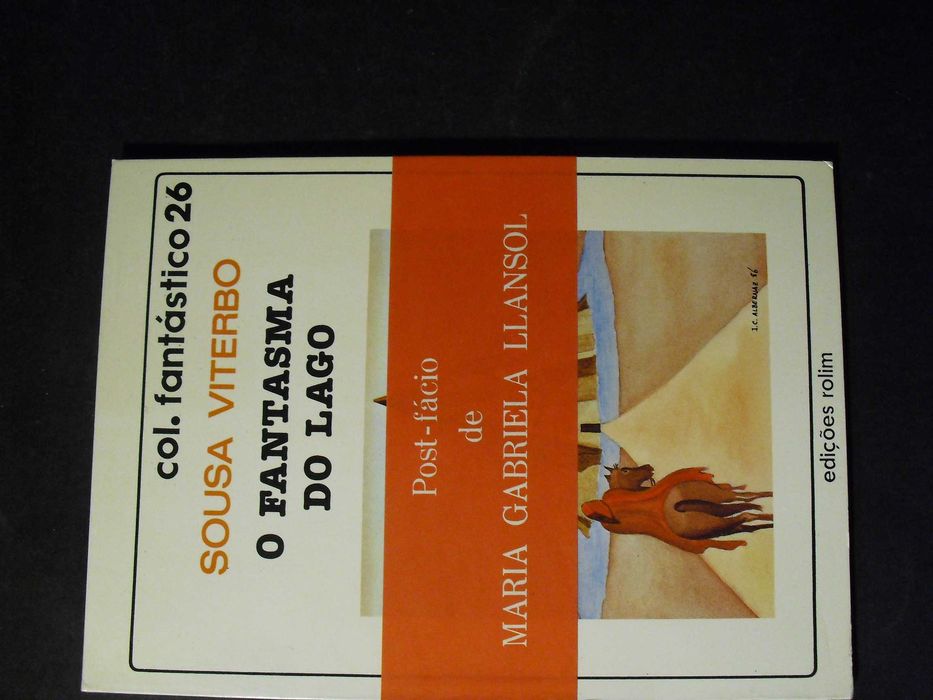 col. fantástico 26
SOUSA VITERBO
O FANTASMA
DO LAGO
Post-fácio
de
MARIA GABRIELA LLANSOL
J.C. ALBERNAZ 86
edições rolim